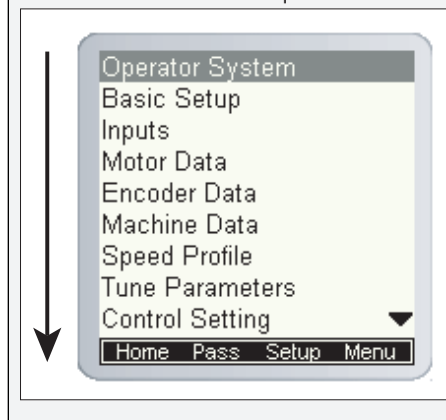 Operator System
Basic Setup
Inputs
Motor Data
Encoder Data
Machine Data
Speed Profile
Tune Parameters
Control Setting
Home Pass Setup Menu